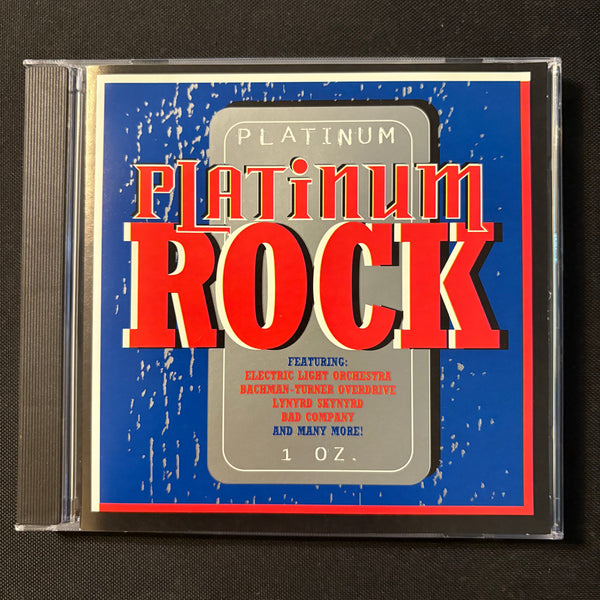 PLATINUM
PLATiNUM
ROCK
FEATURING:
ELECTRIC LIGHT ORCHESTRA
BACHMAN-TURNER OVERDRIVE
LYNYRD SKYNYRD
BAD COMPANY
AND MANY MORE!
1 OZ.